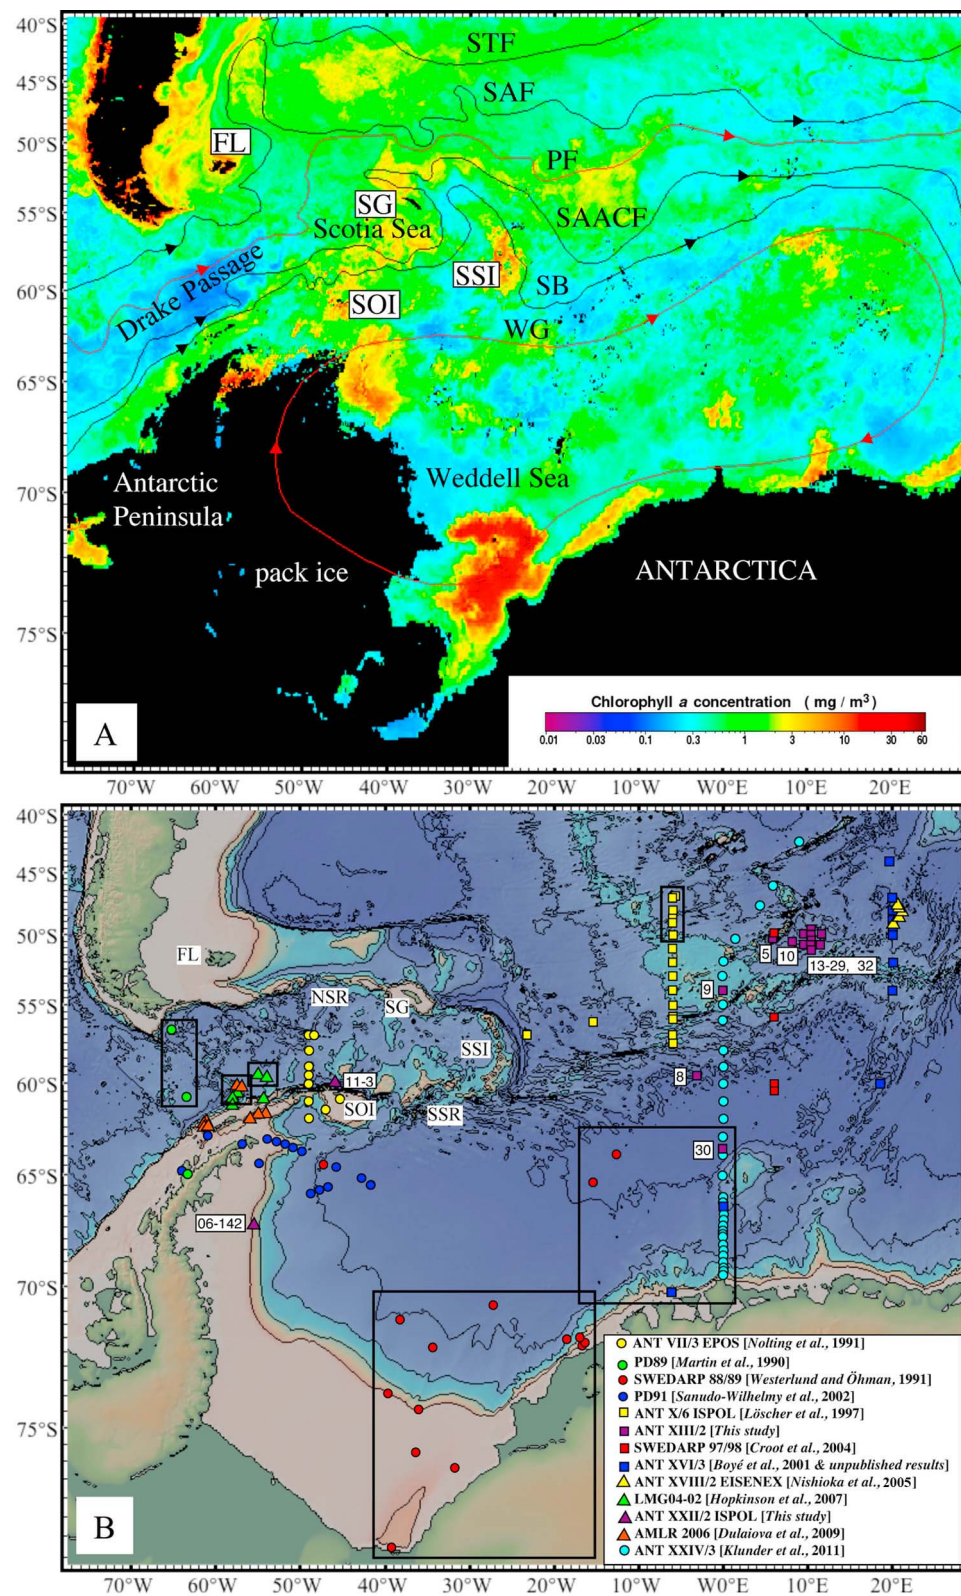 40°S
STF
45°S
SAF
50°S
FL
PF
SG
55°S
Scotia Sea
SAACF
SSI
SB
60°S
Drake Passage
SOI
WG
65°S
70°S
Antarctic
Peninsula
Weddell Sea
pack ice
ANTARCTICA
75°S
Chlorophyll a concentration ( mg / m³)
0.01 0.03 0.1 0.3 1 3 10 30 60
A
70°W 60°W 50°W 40°W 30°W 20°W 10°W W0°E 10°E 20°E
40°S
45°S
50°S
FL
5
10
13-29, 32
NSR
SG
9
55°S
SSI
11-3
8
60°S
SOI
SSR
30
65°S
06-142
70°S
75°S
ANT VII/3 EPOS [Nolting et al., 1991]
PD89 [Martin et al., 1990]
SWEDARP 88/89 [Westerlund and Öhman, 1991]
PD91 [Sanudo-Wilhelmy et al., 2002]
ANT X/6 ISPOL [Löscher et al., 1997]
ANT XIII/2 [This study]
SWEDARP 97/98 [Croot et al., 2004]
ANT XVI/3 [Boyé et al., 2001 & unpublished results]
ANT XVIII/2 EISENEX [Nishioka et al., 2005]
LMG04-02 [Hopkinson et al., 2007]
ANT XXII/2 ISPOL [This study]
AMLR 2006 [Dulaiova et al., 2009]
ANT XXIV/3 [Klunder et al., 2011]
B
70°W 60°W 50°W 40°W 30°W 20°W 10°W W0°E 10°E 20°E